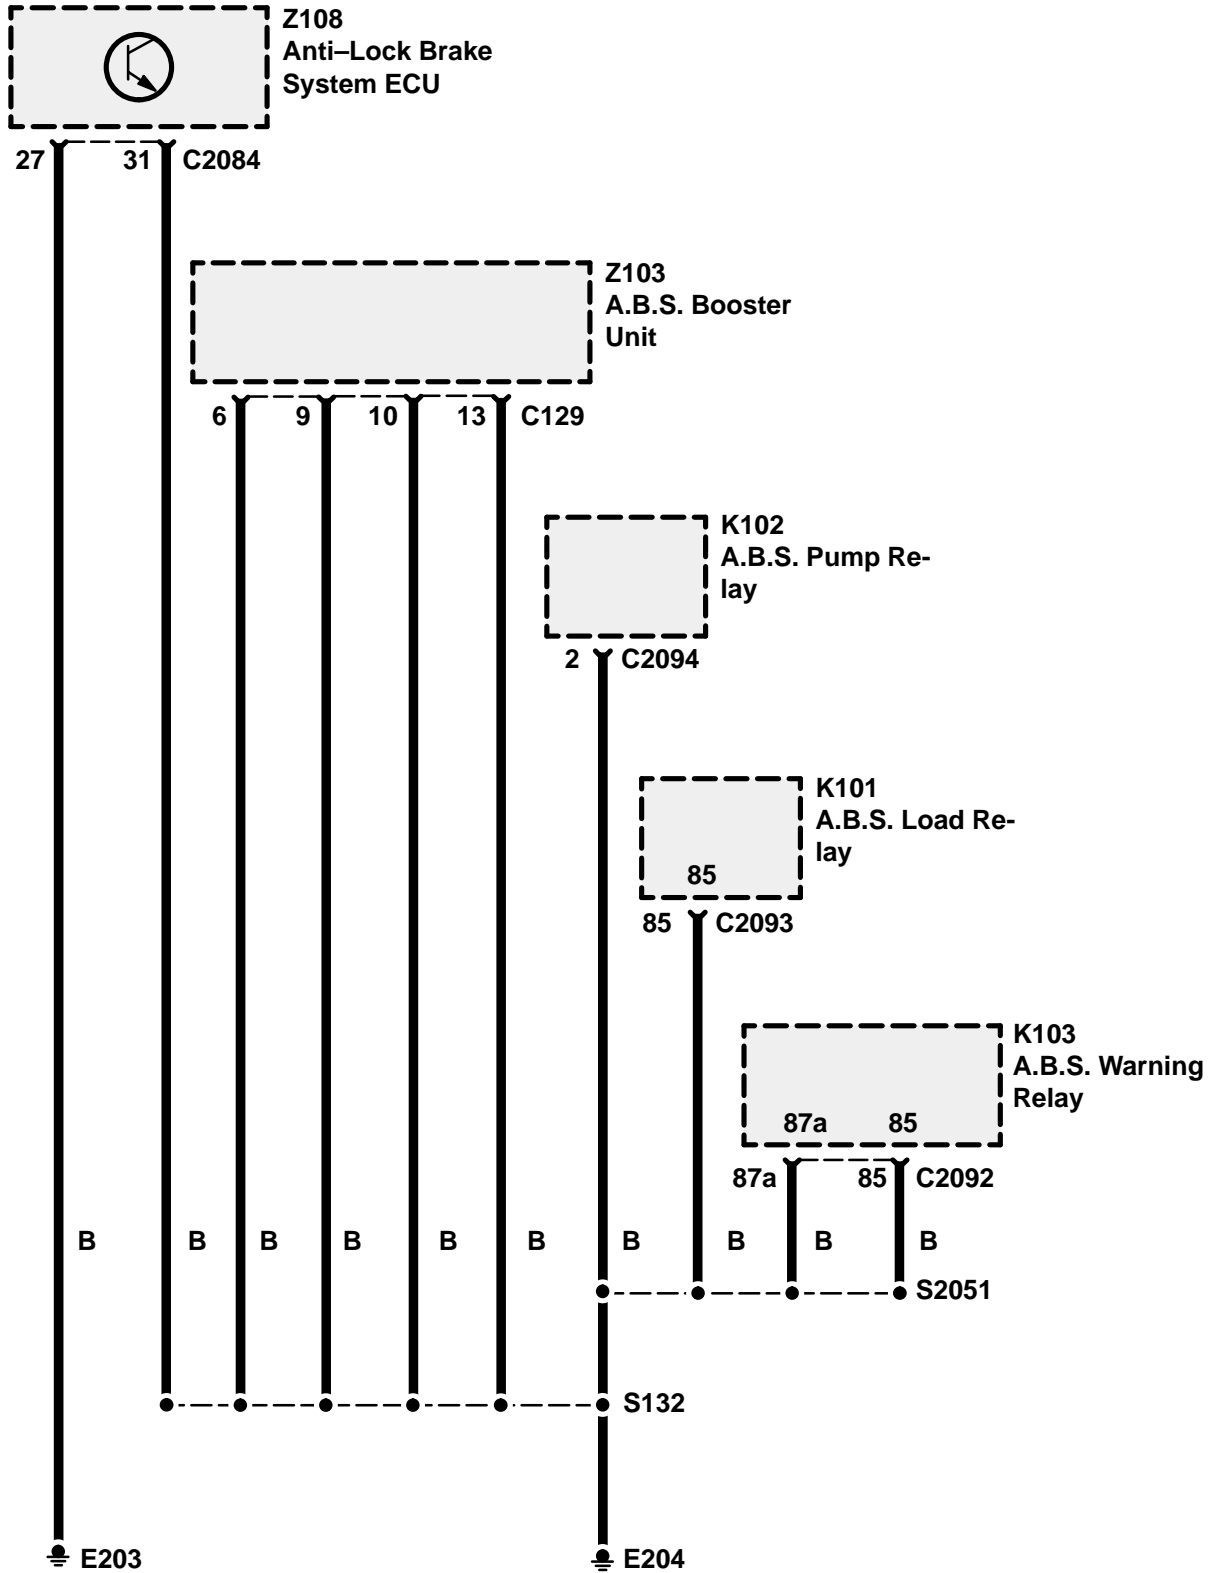 Z108
Anti–Lock Brake
System ECU
27 31 C2084
Z103
A.B.S. Booster
Unit
6 9 10 13 C129
K102
A.B.S. Pump Re-
lay
2 C2094
K101
A.B.S. Load Re-
lay
85
85 C2093
K103
A.B.S. Warning
Relay
87a 85
87a 85 C2092
B B B B B B B B B B
S2051
S132
E203 E204